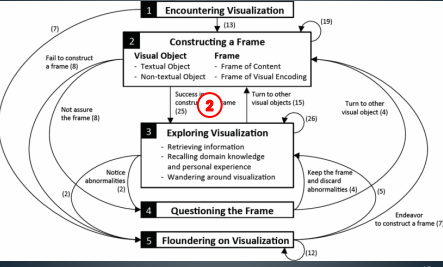 1 Encountering Visualization
(7)
(13)
(19)
2 Constructing a Frame
Fail to construct
a frame (8)
Visual Object Frame
- Textual Object - Frame of Content
- Non-textual Object - Frame of Visual Encoding
Not assure
the frame (8)
Success in
constructing a frame
(25)
2
Turn to other
visual objects (15)
Turn to other
visual object (4)
(26)
3 Exploring Visualization
- Retrieving information
- Recalling domain knowledge
and personal experience
- Wandering around visualization
Notice
abnormalities
(2)
(2)
Keep the frame
and discard
abnormalities (4)
(5)
4 Questioning the Frame
Endeavor
to construct a frame (7)
5 Floundering on Visualization
(12)